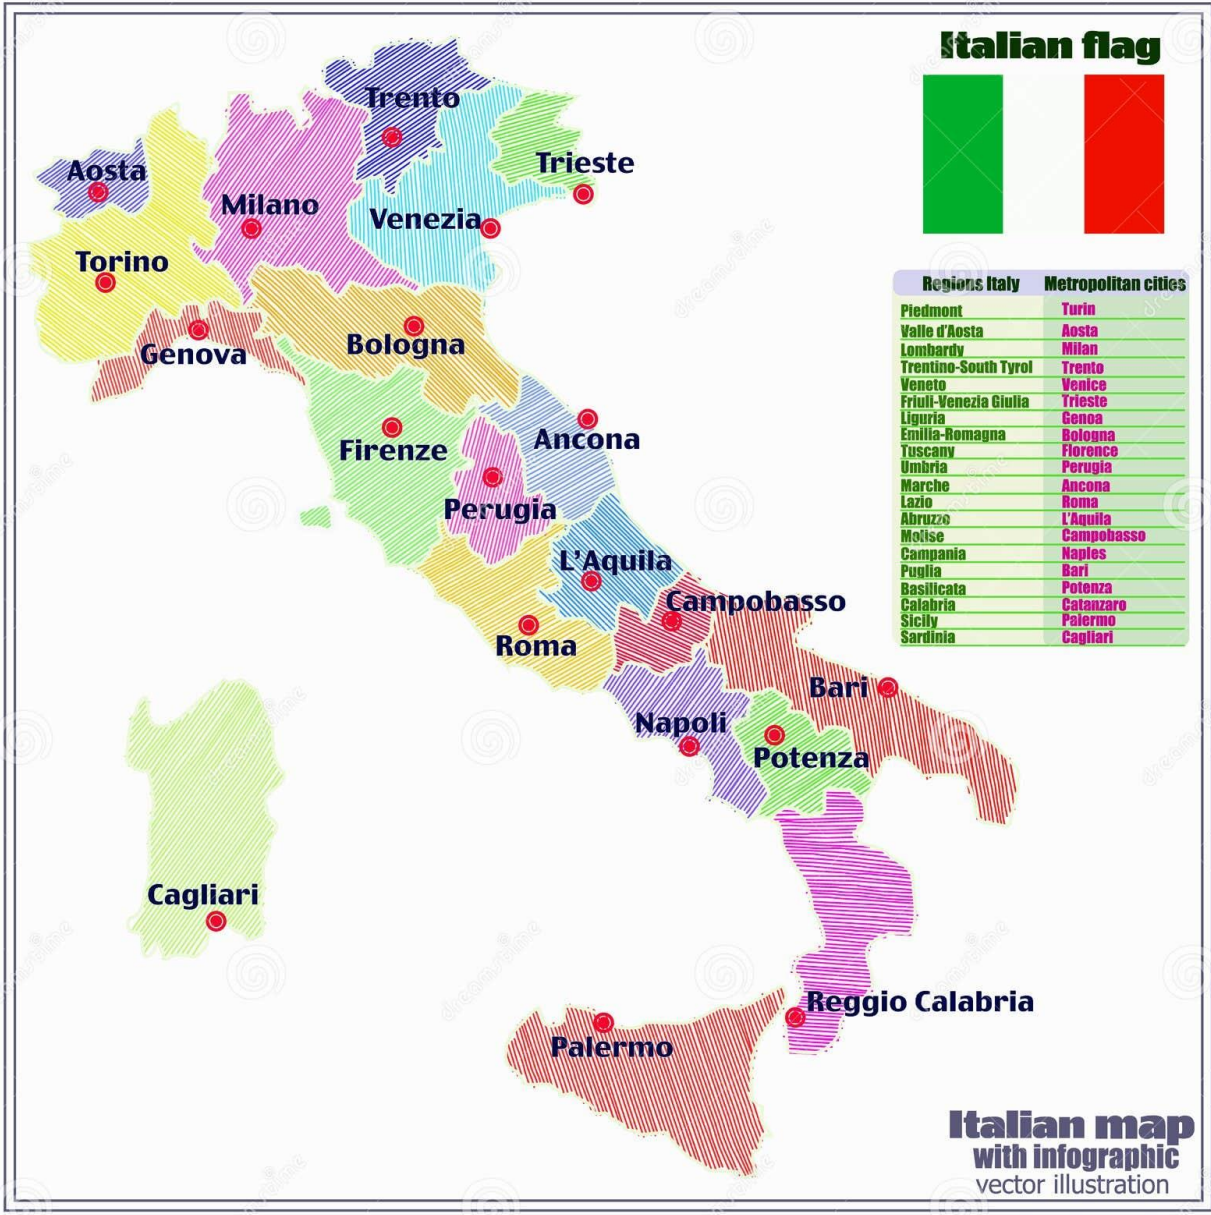 Italian flag
Trento
Aosta
Trieste
Milano
Venezia
Torino
Genova
Bologna
Firenze
Ancona
Perugia
L'Aquila
Campobasso
Roma
Bari
Napoli
Potenza
Cagliari
Reggio Calabria
Palermo
Regions Italy Metropolitan cities
Piedmont Turin
Valle d'Aosta Aosta
Lombardy Milan
Trentino-South Tyrol Trento
Veneto Venice
Friuli-Venezia Giulia Trieste
Liguria Genoa
Emilia-Romagna Bologna
Tuscany Florence
Umbria Perugia
Marche Ancona
Lazio Roma
Abruzzo L'Aquila
Molise Campobasso
Campania Naples
Puglia Bari
Basilicata Potenza
Calabria Catanzaro
Sicily Palermo
Sardinia Cagliari
Italian map
with infographic
vector illustration
dreamstime